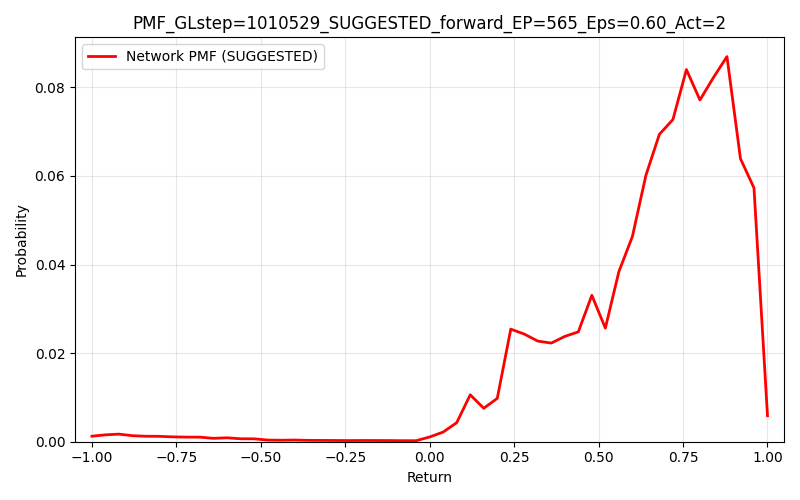 PMF_GLstep=1010529_SUGGESTED_forward_EP=565_Eps=0.60_Act=2
Network PMF (SUGGESTED)
0.08
0.06
0.04
0.02
0.00
Probability
−1.00 −0.75 −0.50 −0.25 0.00 0.25 0.50 0.75 1.00
Return